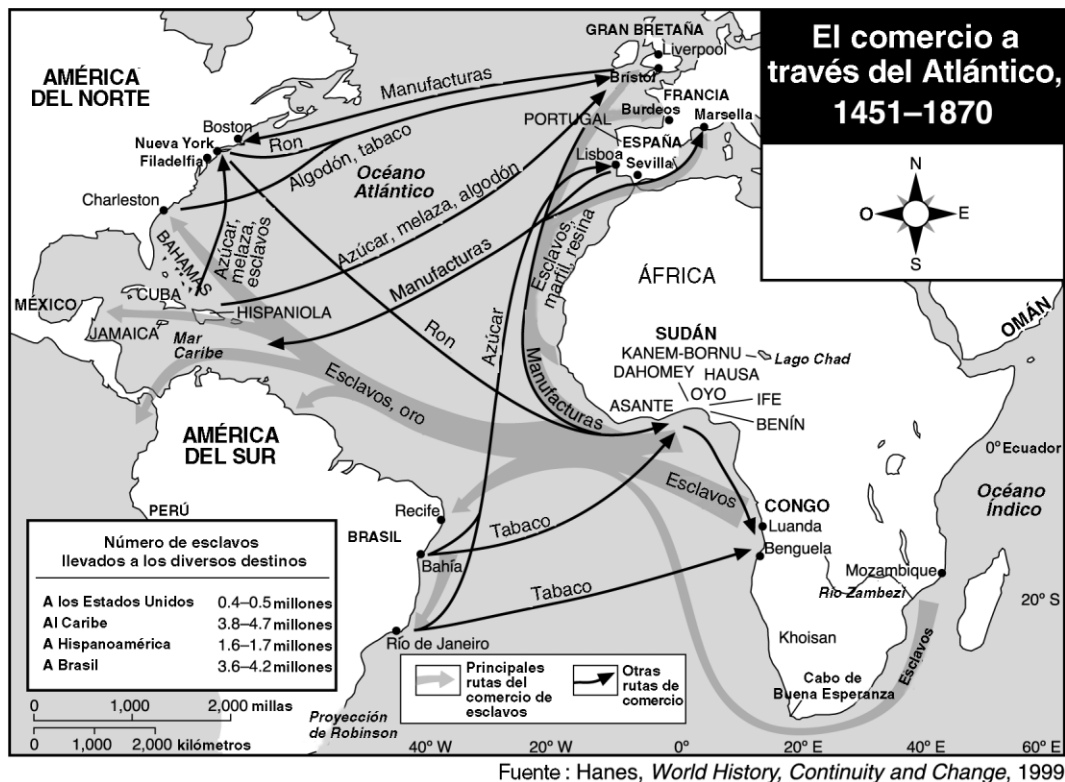 El comercio a
través del Atlántico,
1451–1870
N
O
E
S
AMÉRICA
DEL NORTE
GRAN BRETAÑA
Liverpool
Bristol
FRANCIA
Burdeos
Marsella
PORTUGAL
ESPAÑA
Lisboa
Sevilla
Manufacturas
Boston
Nueva York
Filadelfia
Ron
Algodón, tabaco
Océano
Atlántico
Charleston
BAHAMAS
Azúcar,
melaza,
esclavos
Azúcar, melaza, algodón
Manufacturas
Esclavos,
marfil, resina
ÁFRICA
MÉXICO
CUBA
HISPANIOLA
JAMAICA
Mar
Caribe
Ron
Azúcar
Manufacturas
OMÁN
SUDÁN
KANEM-BORNU
Lago Chad
DAHOMEY
HAUSA
OYO
IFE
ASANTE
BENÍN
Esclavos, oro
AMÉRICA
DEL SUR
0° Ecuador
Océano
Índico
Esclavos
CONGO
Luanda
Benguela
PERÚ
Recife
BRASIL
Bahía
Tabaco
Tabaco
Mozambique
Río Zambezi
20° S
Río de Janeiro
Khoisan
Esclavos
Cabo de
Buena Esperanza
Número de esclavos
llevados a los diversos destinos
A los Estados Unidos 0.4–0.5 millones
Al Caribe 3.8–4.7 millones
A Hispanoamérica 1.6–1.7 millones
A Brasil 3.6–4.2 millones
Principales
rutas del
comercio de
esclavos
Otras
rutas de
comercio
0 1,000 2,000 millas
0 1,000 2,000 kilómetros
Proyección
de Robinson
40° W 20° W 0° 20° E 40° E 60° E
Fuente : Hanes, World History, Continuity and Change, 1999